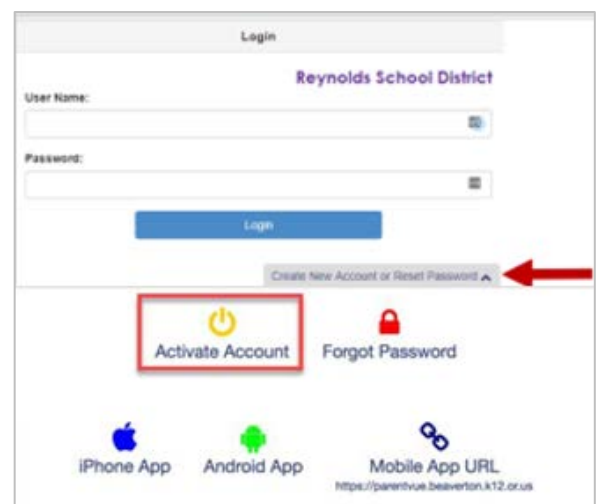 Login
Reynolds School District
User Name:
Password:
Login
Create New Account or Reset Password
Activate Account Forgot Password
iPhone App Android App Mobile App URL
https://parentvue.beaverton.k12.or.us